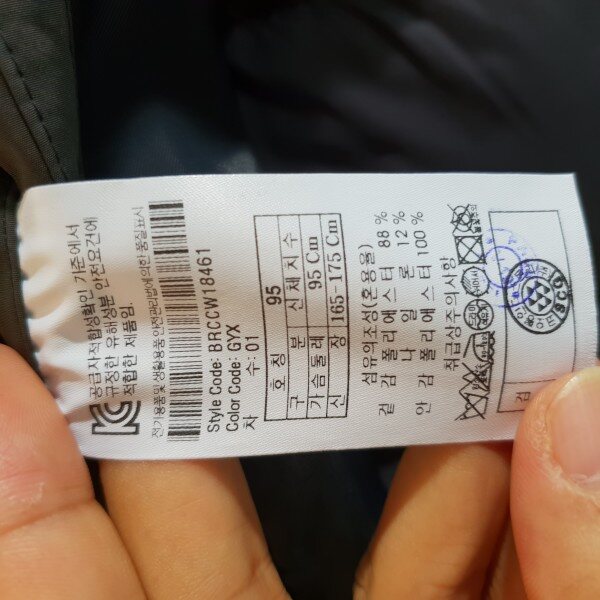 공급자적합성확인 기준에서
규정한 유해성분 안전요건에
적합한 제품임.
전기용품및 생활용품 안전관리법에 의한 품질표시
Style Code: BRCCW18461
Color Code: GYX
차 수: 01
호 칭 95
구 분 신체치수
가슴둘레 95 Cm
신 장 165-175 Cm
섬유의조성(혼용율)
겉감 폴리에스터 88 %
나 일 론 12 %
안감 폴리에스터 100 %
취급상주의사항
검